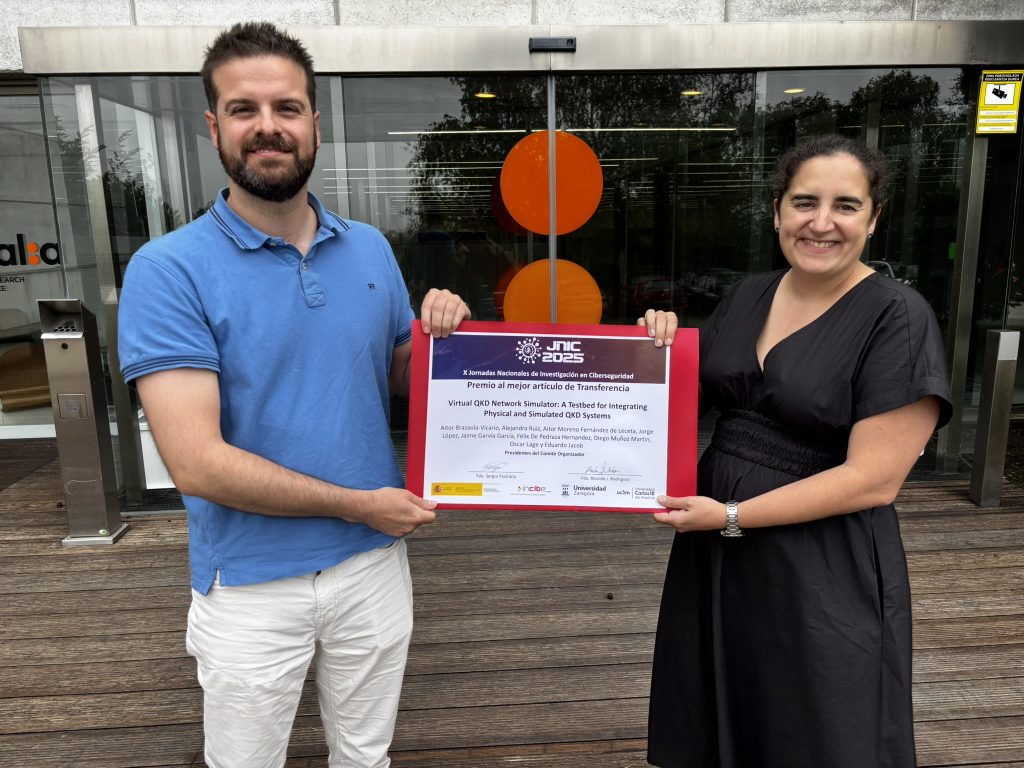 JNIC
2025
X Jornadas Nacionales de Investigación en Ciberseguridad
Premio al mejor artículo de Transferencia
Virtual QKD Network Simulator: A Testbed for Integrating
Physical and Simulated QKD Systems
Aitor Brazaola-Vicario, Alejandra Ruiz, Aitor Moreno Fernández de Leceta, Jorge
López, Jaime Garvía García, Félix De Pedraza Hernandez, Diego Muñoz Martin,
Oscar Lage y Eduardo Jacob
Presidentes del Comité Organizador
Fdo. Sergio Pastrana
Fdo. Ricardo J. Rodríguez
incibe
Universidad
Zaragoza
uc3m
Universidad
Carlos III
de Madrid